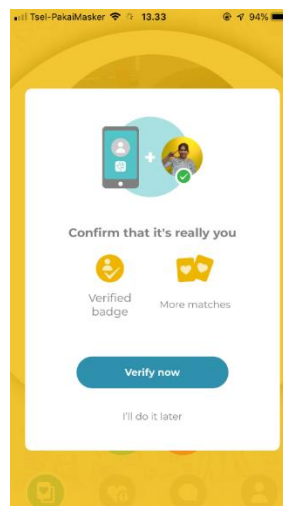 Tsel-PakaiMasker 13.33 94%
Confirm that it's really you
Verified
badge
More matches
Verify now
I'll do it later